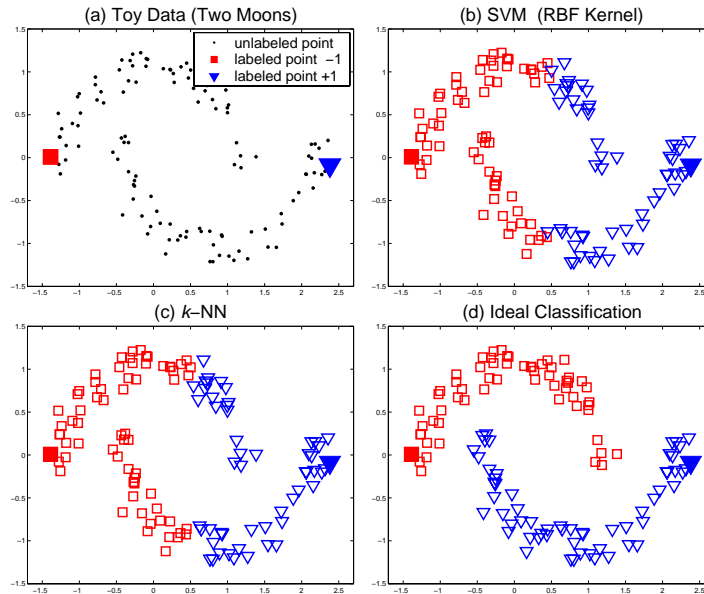 (a) Toy Data (Two Moons)
unlabeled point
labeled point −1
labeled point +1
1.5
1
0.5
0
−0.5
−1
−1.5
−1.5 −1 −0.5 0 0.5 1 1.5 2 2.5
(b) SVM (RBF Kernel)
1.5
1
0.5
0
−0.5
−1
−1.5
−1.5 −1 −0.5 0 0.5 1 1.5 2 2.5
(c) k−NN
1.5
1
0.5
0
−0.5
−1
−1.5
−1.5 −1 −0.5 0 0.5 1 1.5 2 2.5
(d) Ideal Classification
1.5
1
0.5
0
−0.5
−1
−1.5
−1.5 −1 −0.5 0 0.5 1 1.5 2 2.5